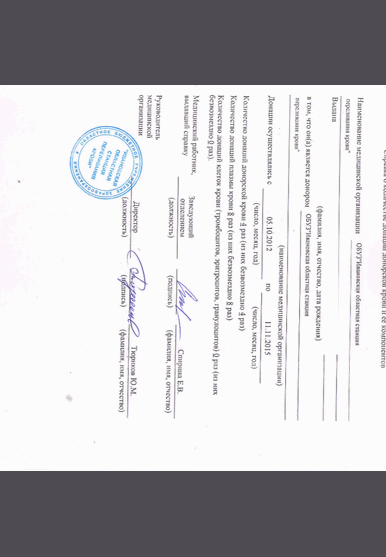 Справка о количестве донаций донорской крови и ее компонентов
Наименование медицинской организации ОБУЗ"Ивановская областная станция
переливания крови"
Выдана
(фамилия, имя, отчество, дата рождения)
в том, что он(а) является донором ОБУЗ"Ивановская областная станция
переливания крови"
(наименование медицинской организации)
Донации осуществлялись с 05.10.2012 по 11.11.2015
(число, месяц, год) (число, месяц, год)
Количество донаций донорской крови 4 раз (из них безвозмездно 4 раз)
Количество донаций плазмы крови 8 раз (из них безвозмездно 8 раз)
Количество донаций клеток крови (тромбоцитов, эритроцитов, гранулоцитов) 0 раз (из них
безвозмездно 0 раз).
Медицинский работник, Заведующий
выдавший справку отделением Спирина Е.В.
(должность) (подпись) (фамилия, имя, отчество)
Руководитель
медицинской
организации Директор Тюриков Ю.М.
(должность) (подпись) (фамилия, имя, отчество)